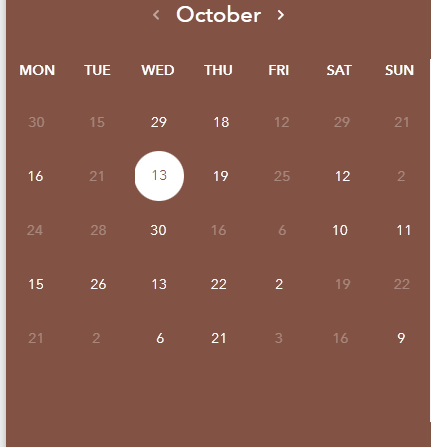 ‹ October ›
MON TUE WED THU FRI SAT SUN
30 15 29 18 12 29 21
16 21 13 19 25 12 2
24 28 30 16 6 10 11
15 26 13 22 2 19 22
21 2 6 21 3 16 9